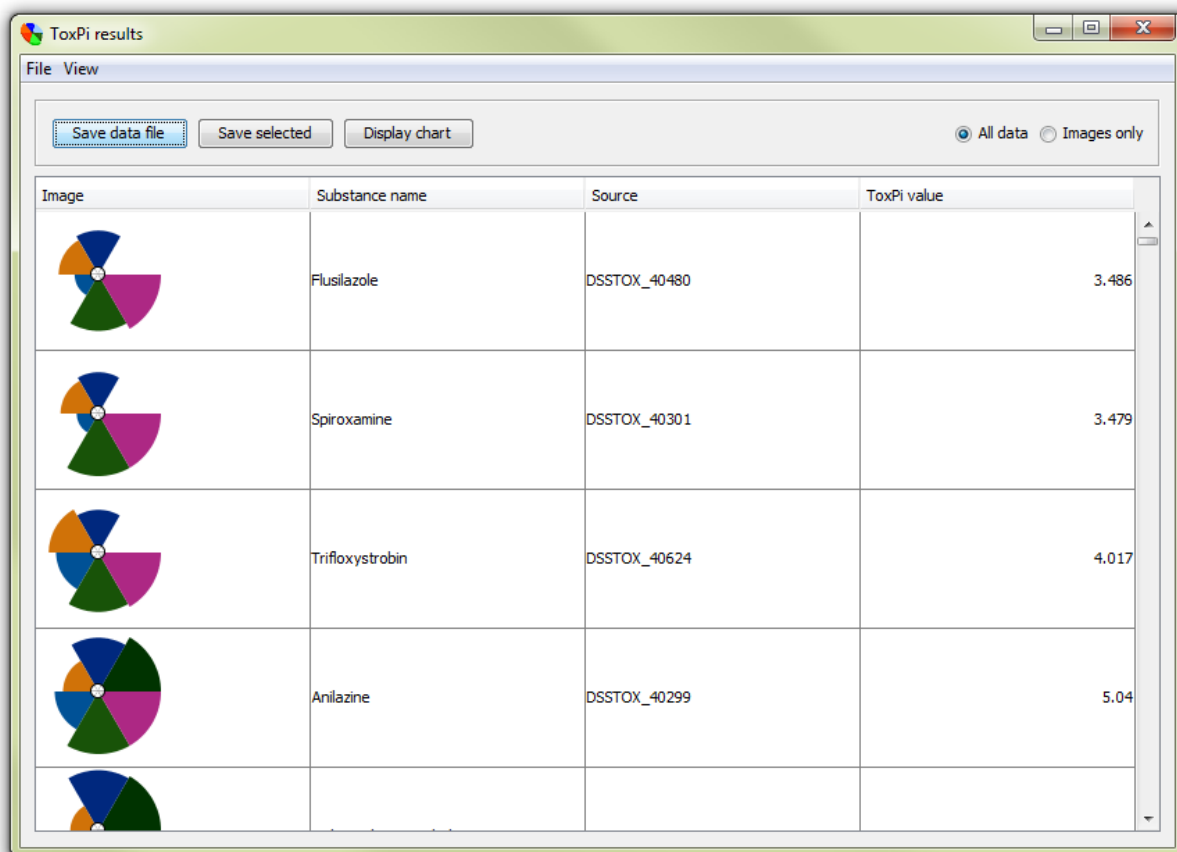 ToxPi results
File View
Save data file Save selected Display chart All data Images only
Image Substance name Source ToxPi value
Flusilazole DSSTOX_40480 3.486
Spiroxamine DSSTOX_40301 3.479
Trifloxystrobin DSSTOX_40624 4.017
Anilazine DSSTOX_40299 5.04